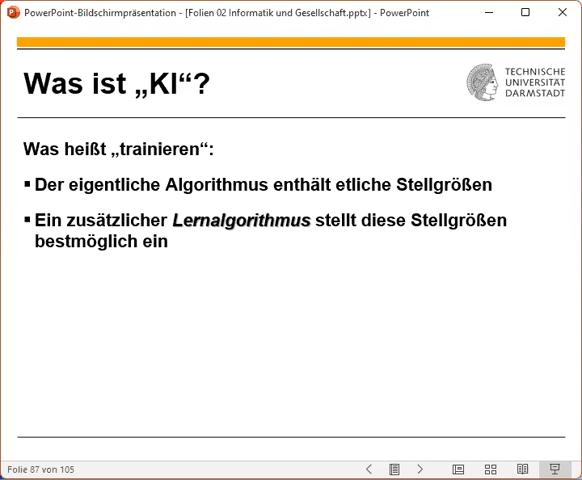 PowerPoint-Bildschirmpräsentation - [Folien 02 Informatik und Gesellschaft.pptx] - PowerPoint
Was ist „KI“?
TECHNISCHE
UNIVERSITÄT
DARMSTADT
Was heißt „trainieren“:
▪ Der eigentliche Algorithmus enthält etliche Stellgrößen
▪ Ein zusätzlicher Lernalgorithmus stellt diese Stellgrößen
bestmöglich ein
Folie 87 von 105